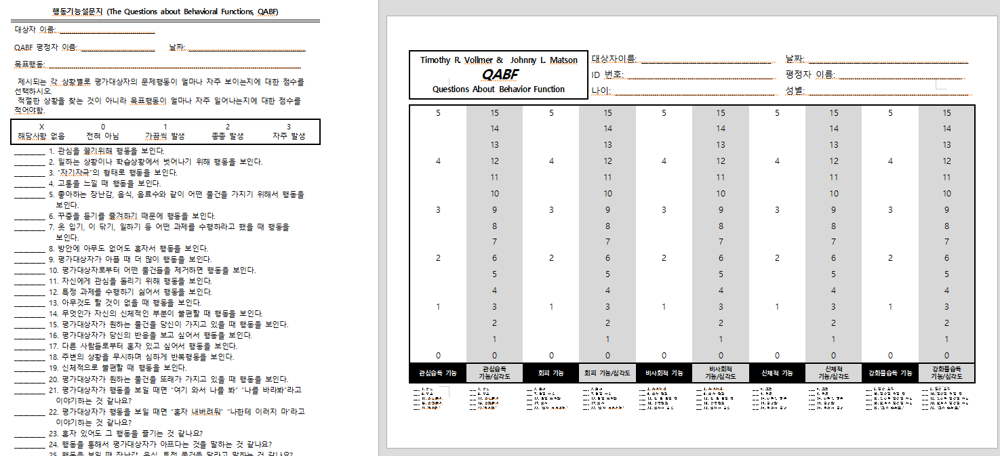 행동기능설문지 (The Questions about Behavioral Functions, QABF)
대상자 이름:
QABF 평정자 이름: 날짜:
목표행동:
제시되는 각 상황별로 평가대상자의 문제행동이 얼마나 자주 보이는지에 대한 점수를
선택하시오.
적절한 상황을 찾는 것이 아니라 목표행동이 얼마나 자주 일어나는지에 대한 점수를
적어야함.
X 0 1 2 3
해당사항 없음 전혀 아님 가끔씩 발생 종종 발생 자주 발생
1. 관심을 끌기위해 행동을 보인다.
2. 일하는 상황이나 학습상황에서 벗어나기 위해 행동을 보인다.
3. "자기자극"의 형태로 행동을 보인다.
4. 고통을 느낄 때 행동을 보인다.
5. 좋아하는 장난감, 음식, 음료수와 같이 어떤 물건을 가지기 위해서 행동을
보인다.
6. 꾸중을 듣기를 즐겨하기 때문에 행동을 보인다.
7. 옷 입기, 이 닦기, 일하기 등 어떤 과제를 수행하라고 했을 때 행동을
보인다.
8. 방안에 아무도 없어도 혼자서 행동을 보인다.
9. 평가대상자가 아플 때 더 많이 행동을 보인다.
10. 평가대상자로부터 어떤 물건들을 제거하면 행동을 보인다.
11. 자신에게 관심을 돌리기 위해 행동을 보인다.
12. 특정 과제를 수행하기 싫어서 행동을 보인다.
13. 아무것도 할 것이 없을 때 행동을 보인다.
14. 무엇인가 자신의 신체적인 부분이 불편할 때 행동을 보인다.
15. 평가대상자가 원하는 물건을 당신이 가지고 있을 때 행동을 보인다.
16. 평가대상자가 당신의 반응을 보고 싶어서 행동을 보인다.
17. 다른 사람들로부터 혼자 있고 싶어서 행동을 보인다.
18. 주변의 상황을 무시하며 심하게 반복행동을 보인다.
19. 신체적으로 불편할 때 행동을 보인다.
20. 평가대상자가 원하는 물건을 또래가 가지고 있을 때 행동을 보인다.
21. 평가대상자가 행동을 보일 때면 "여기 와서 나를 봐" "나를 바라봐"라고
이야기하는 것 같나요?
22. 평가대상자가 행동을 보일 때면 "혼자 내버려둬" "나한테 이러지 마"라고
이야기하는 것 같나요?
23. 혼자 있어도 그 행동을 즐기는 것 같나요?
24. 행동을 통해서 평가대상자가 아프다는 것을 말하는 것 같나요?
25. 행동을 보일 때 장난감, 음식, 특정 물건을 달라고 말하는 것 같나요?
Timothy R. Vollmer & Johnny L. Matson
QABF
Questions About Behavior Function
대상자이름: 날짜:
ID 번호: 평정자 이름:
나이: 성별:
5 15 5 15 5 15 5 15 5 15
14 14 14 14 14
13 13 13 13 13
4 12 4 12 4 12 4 12 4 12
11 11 11 11 11
10 10 10 10 10
3 9 3 9 3 9 3 9 3 9
8 8 8 8 8
7 7 7 7 7
2 6 2 6 2 6 2 6 2 6
5 5 5 5 5
4 4 4 4 4
1 3 1 3 1 3 1 3 1 3
2 2 2 2 2
1 1 1 1 1
0 0 0 0 0 0 0 0 0 0
관심습득 기능
관심습득
기능/심각도
회피 기능
회피 기능/심각도
비사회적 기능
비사회적
기능/심각도
신체적 기능
신체적
기능/심각도
강화물습득 기능
강화물습득
기능/심각도